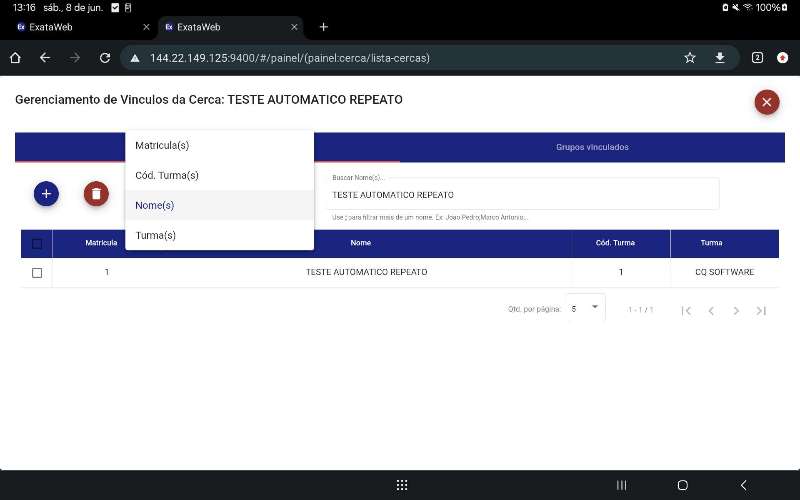 13:16 sáb., 8 de jun.
100%
Ex ExataWeb
Ex ExataWeb
144.22.149.125:9400/#/painel/(painel:cerca/lista-cercas)
2
Gerenciamento de Vinculos da Cerca: TESTE AUTOMATICO REPEATO
Grupos vinculados
Matricula(s)
Cód. Turma(s)
Nome(s)
Turma(s)
Buscar Nome(s)...
TESTE AUTOMATICO REPEATO
Use ; para filtrar mais de um nome. Ex: Joao Pedro;Marco Antonio...
Matricula Nome Cód. Turma Turma
1 TESTE AUTOMATICO REPEATO 1 CQ SOFTWARE
Qtd. por página: 5 1 - 1 / 1